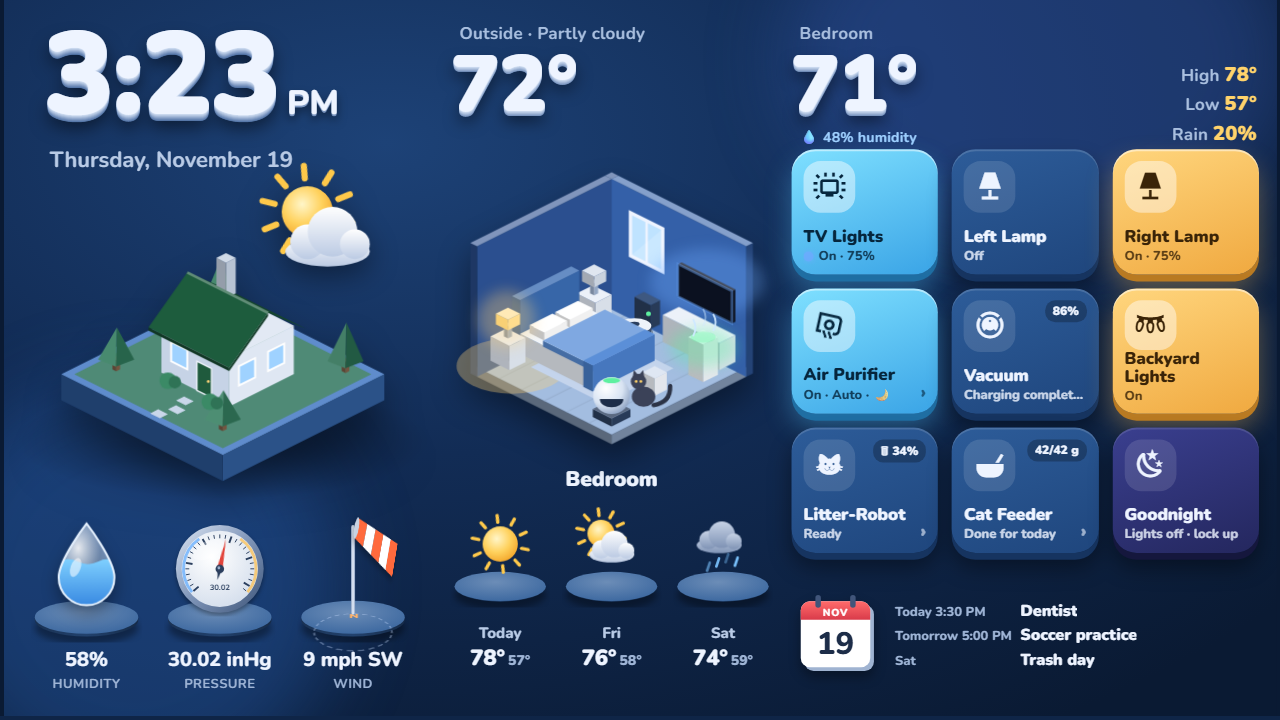 3:23 PM
Thursday, November 19
Outside · Partly cloudy
72°
Bedroom
71°
48% humidity
High 78°
Low 57°
Rain 20%
TV Lights
On · 75%
Left Lamp
Off
Right Lamp
On · 75%
Air Purifier
On · Auto · 🌙
›
86%
Vacuum
Charging complet...
Backyard
Lights
On
34%
Litter-Robot
Ready
›
42/42 g
Cat Feeder
Done for today
›
Goodnight
Lights off · lock up
Bedroom
30.02
58%
HUMIDITY
30.02 inHg
PRESSURE
9 mph SW
WIND
Today
78° 57°
Fri
76° 58°
Sat
74° 59°
NOV
19
Today 3:30 PM Dentist
Tomorrow 5:00 PM Soccer practice
Sat Trash day